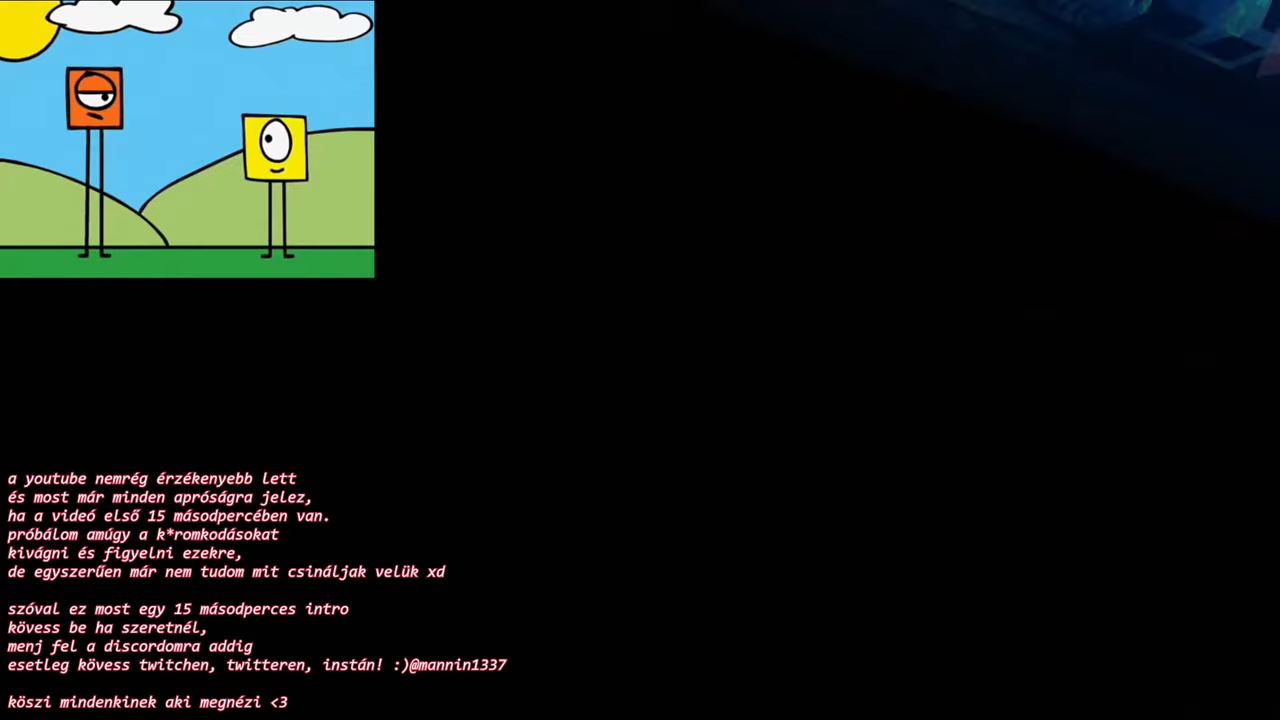 a youtube nemrég érzékenyebb lett
és most már minden apróságra jelez,
ha a videó első 15 másodpercében van.
próbálom amúgy a k*romkodásokat
kivágni és figyelni ezekre,
de egyszerűen már nem tudom mit csináljak velük xd
szóval ez most egy 15 másodperces intro
kövess be ha szeretnél,
menj fel a discordomra addig
esetleg kövess twitchen, twitteren, instán! :)@mannin1337
köszi mindenkinek aki megnézi <3